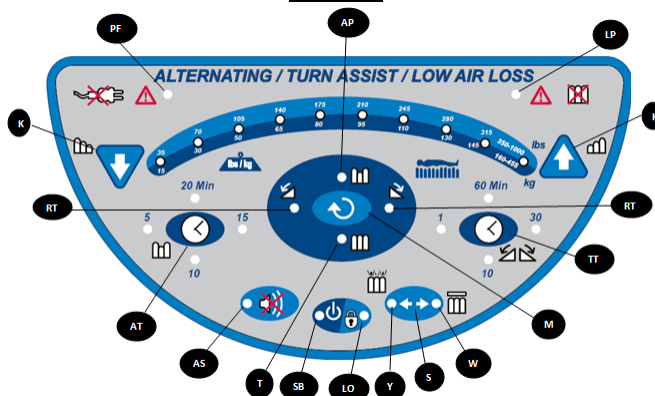 AP
PF
LP
ALTERNATING / TURN ASSIST / LOW AIR LOSS
K
K
35 70 105 140 175 210 245 280 315 350-1000 lbs
15 30 50 65 80 95 110 130 145 160-455 kg
lbs / kg
20 Min
60 Min
RT
RT
5 15
1 30
10
10
TT
AT
M
AS
T
SB
LO
Y
S
W